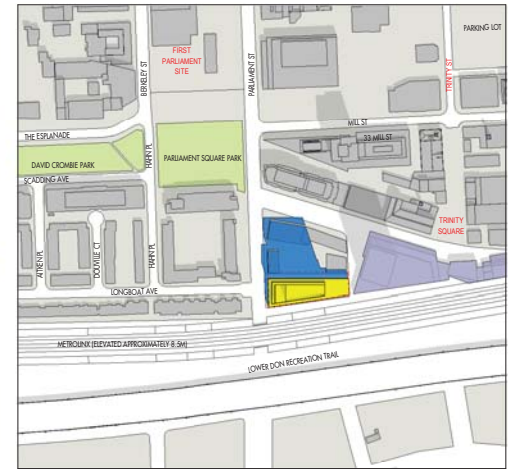 PARKING LOT
FIRST
PARLIAMENT
SITE
BERKELEY ST
PARLIAMENT ST
TRINITY ST
MILL ST
THE ESPLANADE
33 MILL ST
DAVID CROMBIE PARK
HAHN PL
PARLIAMENT SQUARE PARK
SCADDING AVE
TRINITY
SQUARE
AITKEN PL
DOUVILLE CT
HAHN PL
LONGBOAT AVE
METROLINX (ELEVATED APPROXIMATELY 8.5M)
LOWER DON RECREATION TRAIL